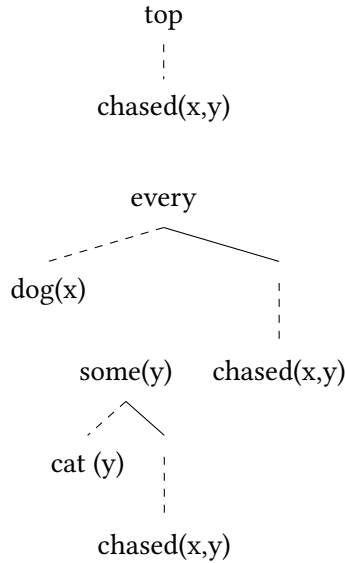 top
chased(x,y)
every
dog(x)
some(y) chased(x,y)
cat (y)
chased(x,y)